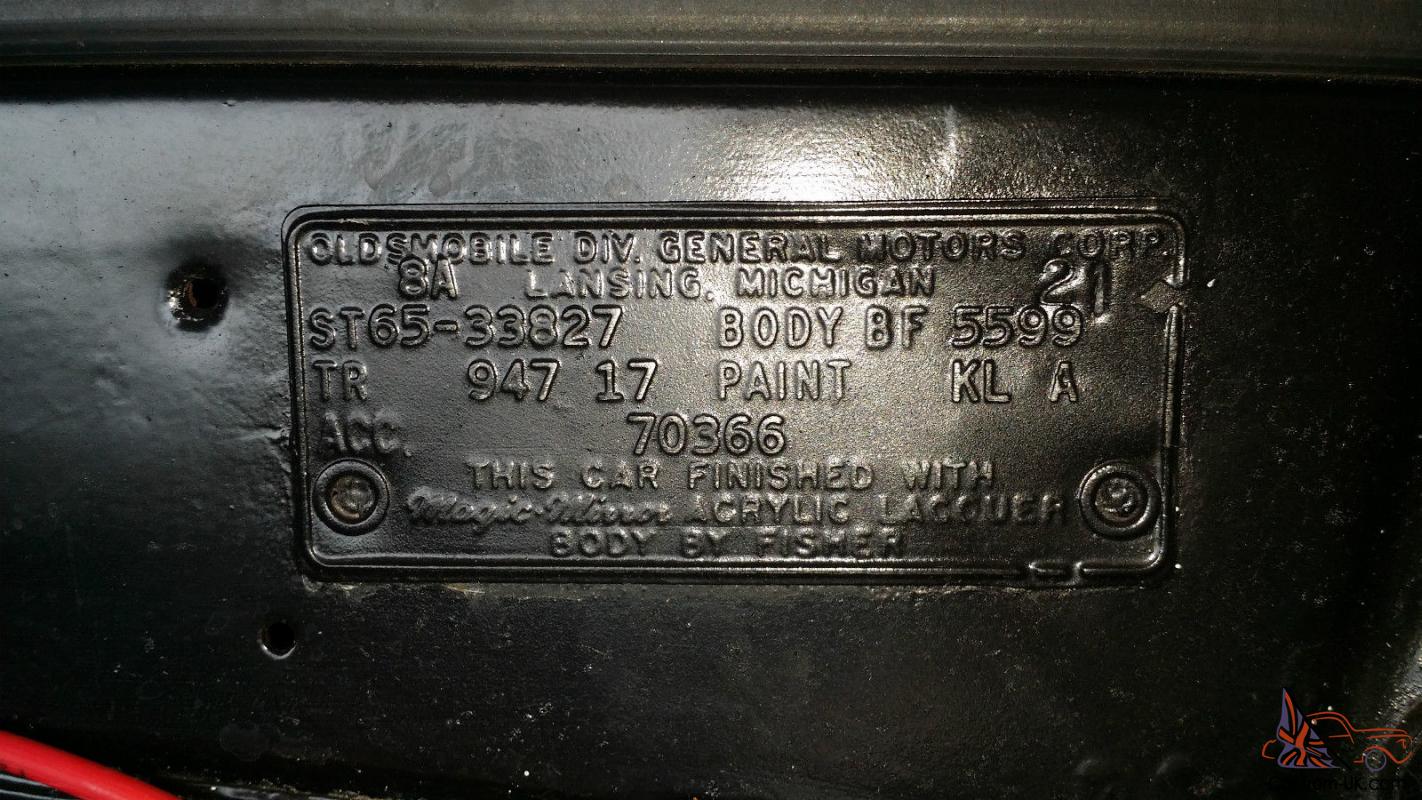 OLDSMOBILE DIV. GENERAL MOTORS CORP.
8A LANSING, MICHIGAN 211
ST65-33827 BODY BF 5599
TR 947 17 PAINT KL A
ACC. 70366
THIS CAR FINISHED WITH
Magic-Mirror ACRYLIC LACQUER
BODY BY FISHER